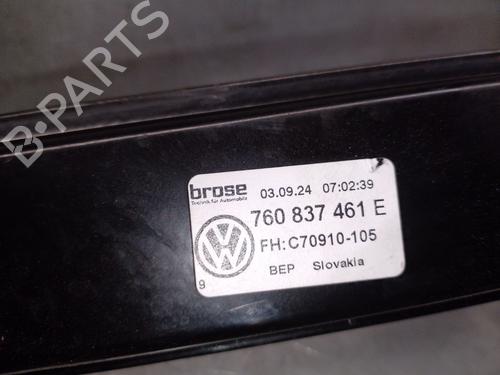 B-PARTS
brose
Technik für Automobile
03.09.24 07:02:39
760 837 461 E
FH:C70910-105
BEP Slovakia
9
B-PARTS